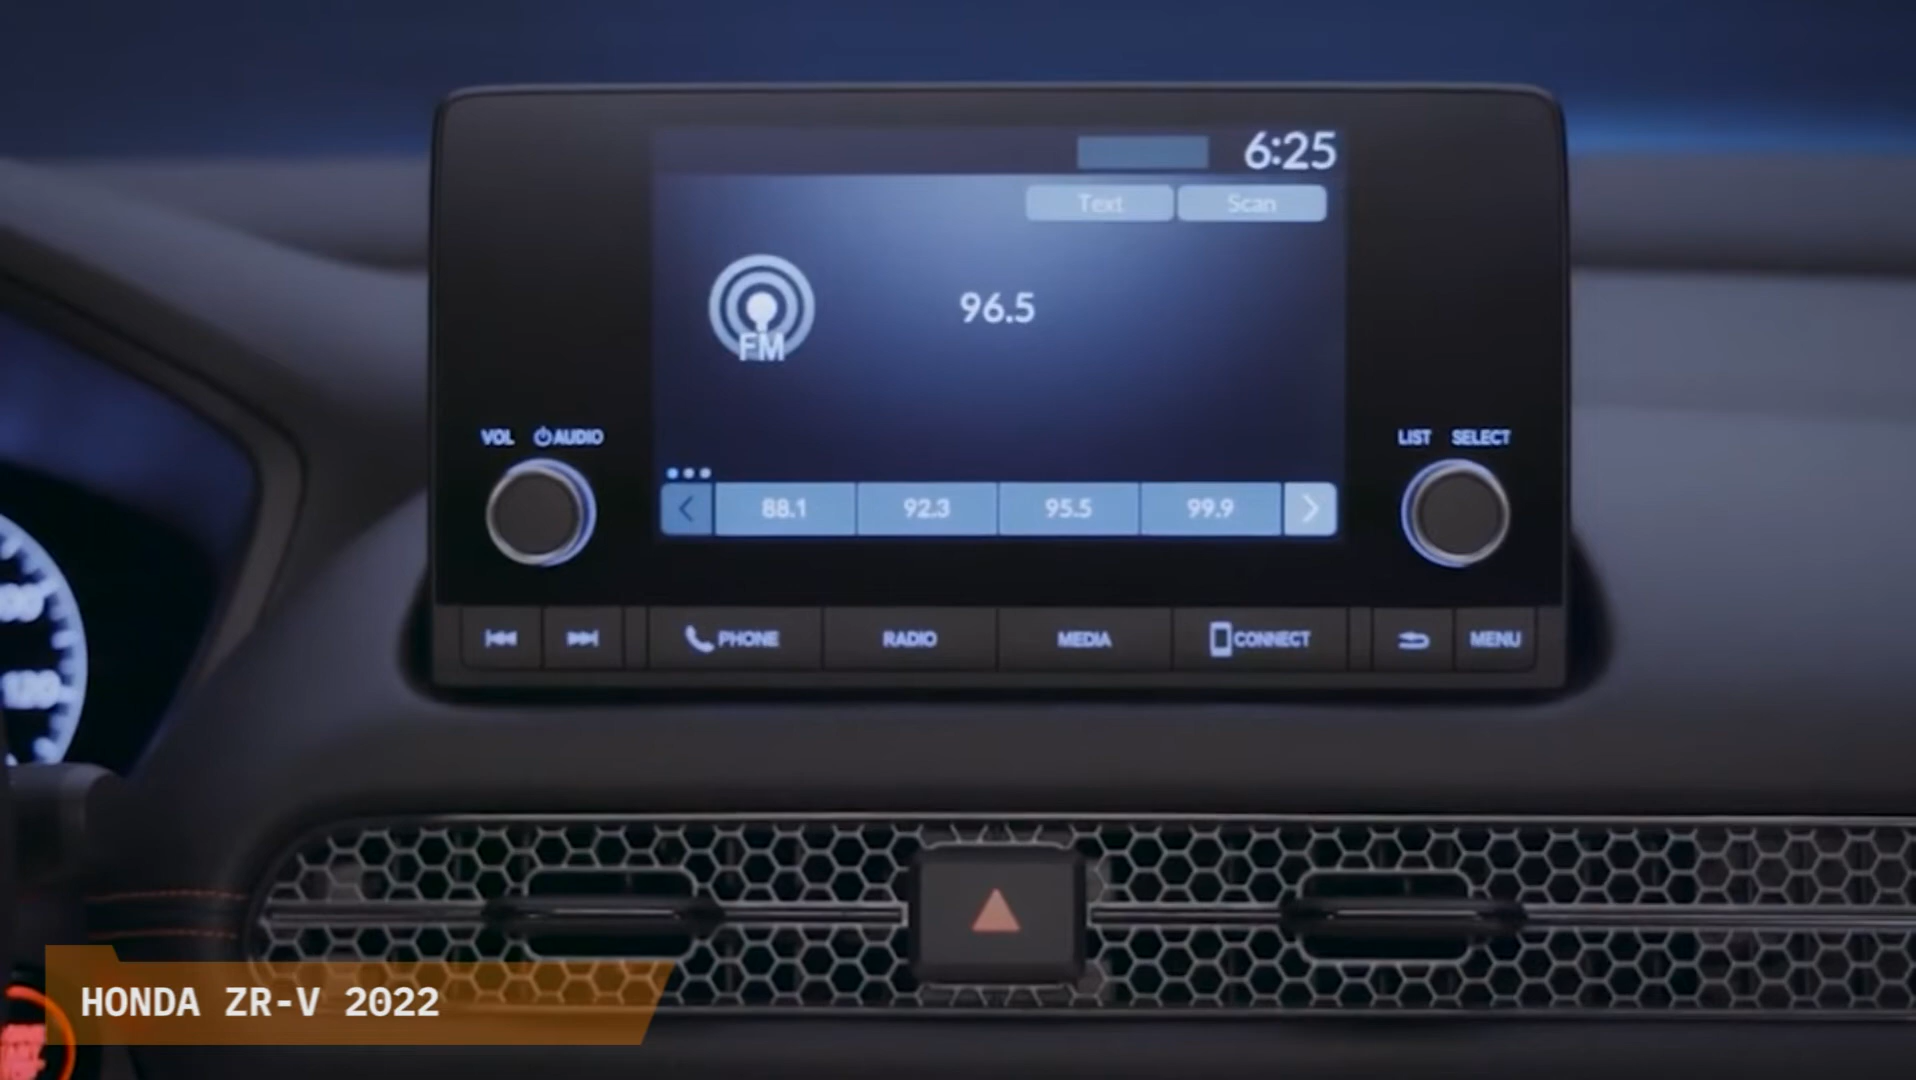 6:25
Text Scan
FM
96.5
VOL AUDIO
LIST SELECT
88.1 92.3 95.5 99.9
PHONE RADIO MEDIA CONNECT MENU
HONDA ZR-V 2022